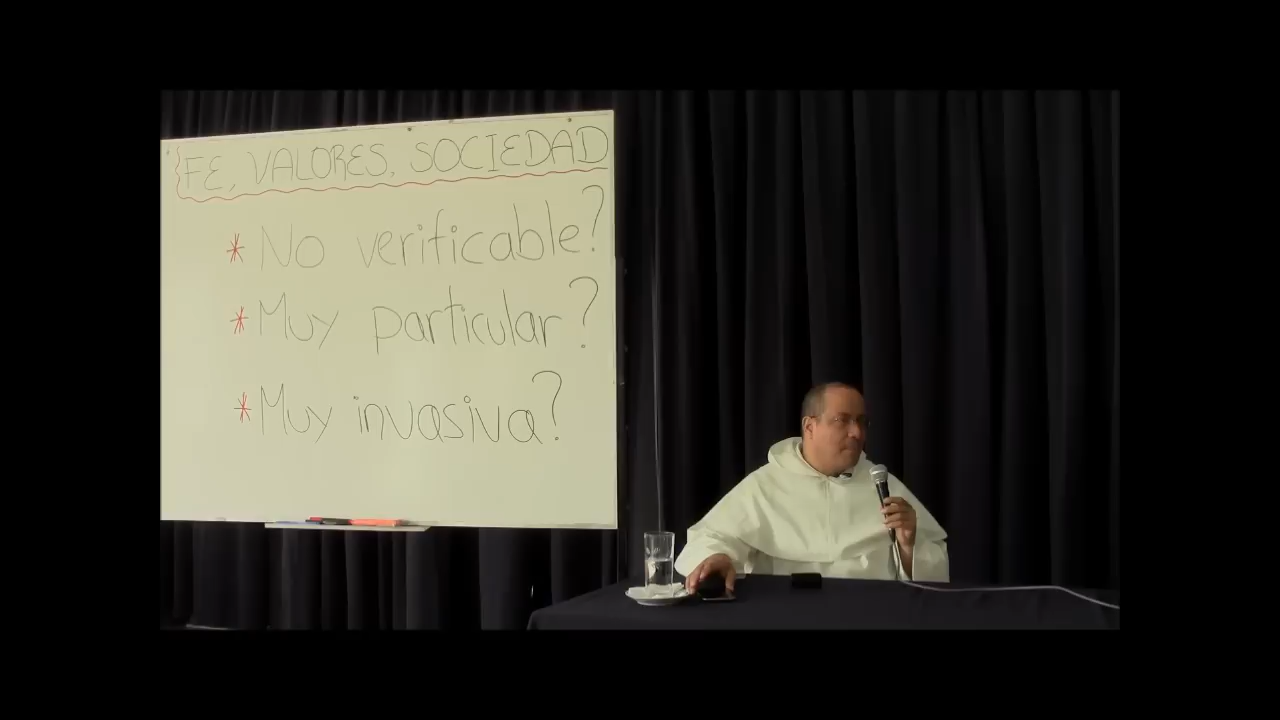 FE, VALORES, SOCIEDAD
* No verificable?
* Muy particular?
* Muy invasiva?